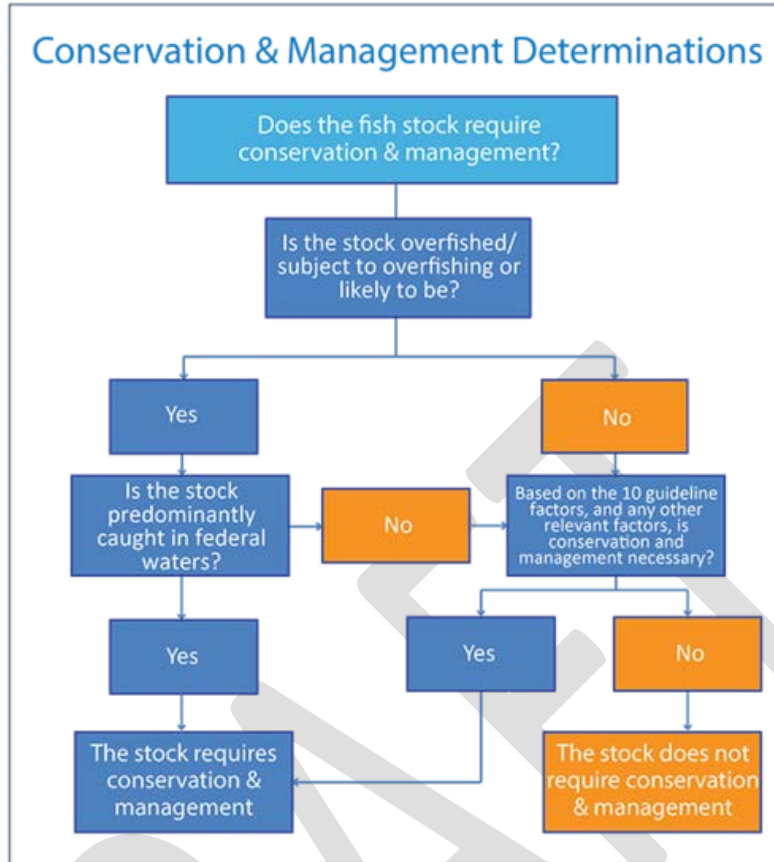 Conservation & Management Determinations
Does the fish stock require
conservation & management?
Is the stock overfished/
subject to overfishing or
likely to be?
Yes
No
Is the stock
predominantly
caught in federal
waters?
No
Based on the 10 guideline
factors, and any other
relevant factors, is
conservation and
management necessary?
Yes
Yes
No
The stock requires
conservation &
management
The stock does not
require conservation
& management